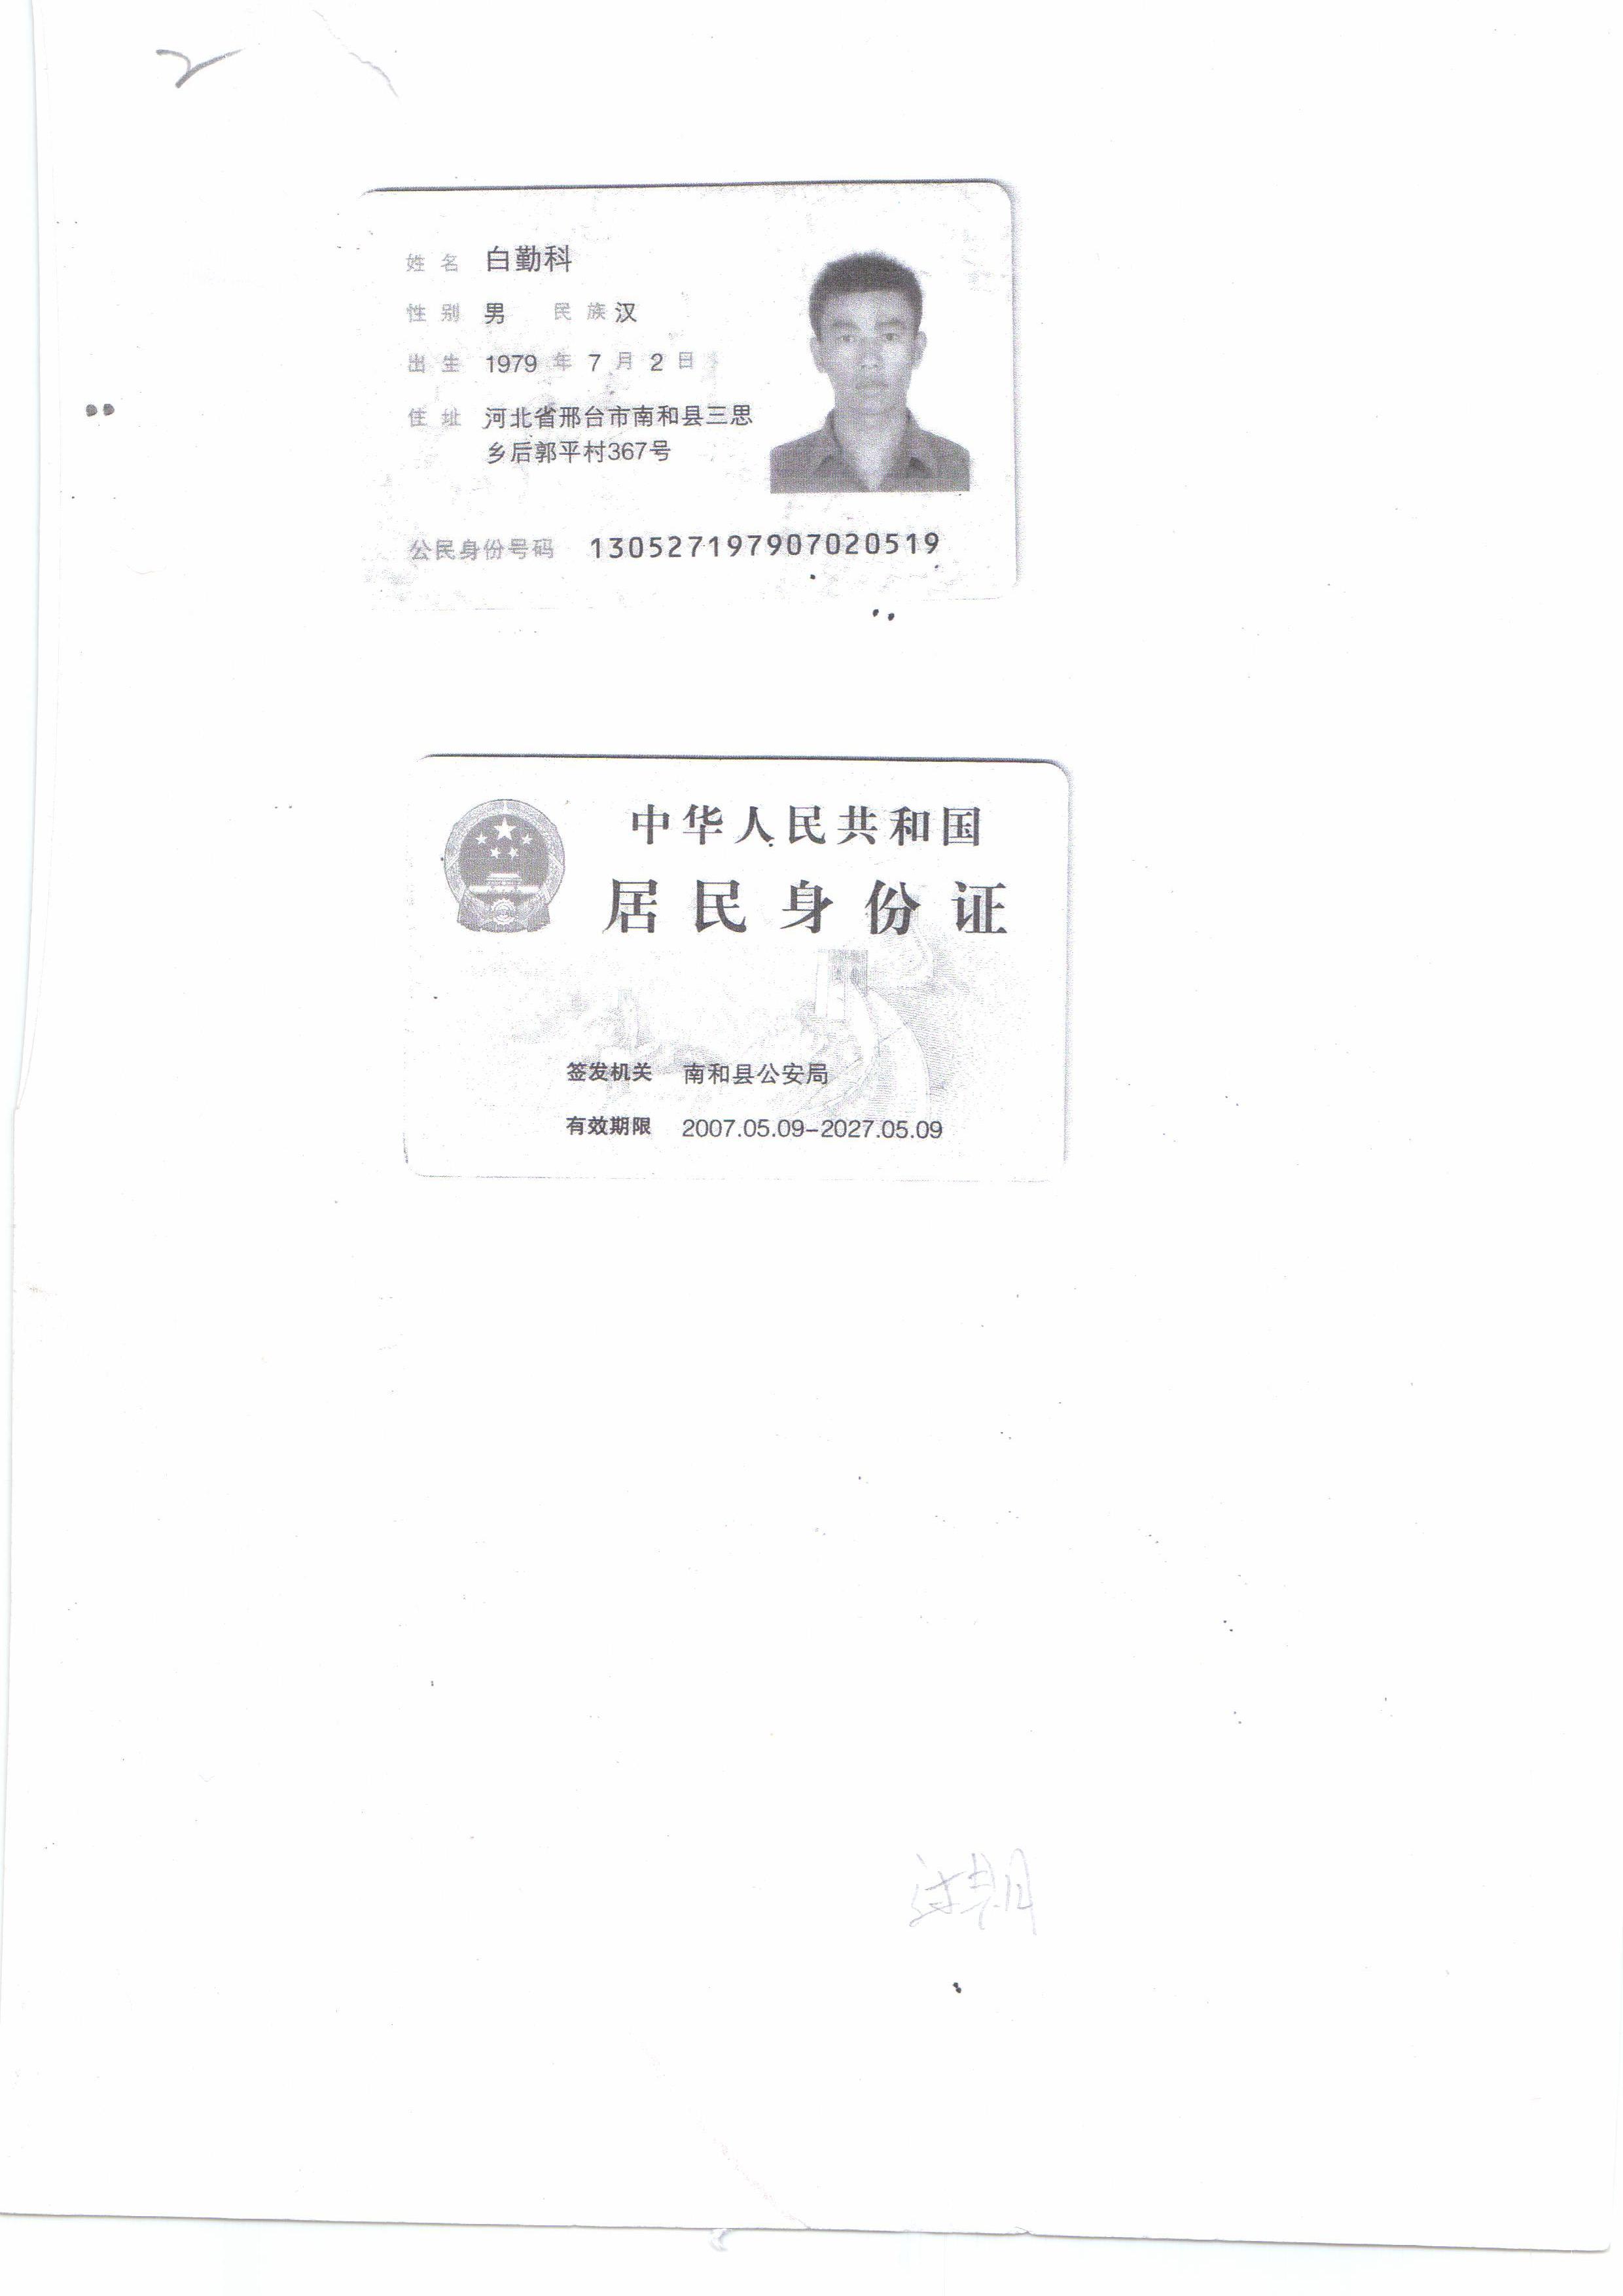 姓名 白勤科
性别 男 民族 汉
出生 1979 年 7 月 2 日
住址 河北省邢台市南和县三思
乡后郭平村367号
公民身份号码 130527197907020519
中华人民共和国
居民身份证
签发机关 南和县公安局
有效期限 2007.05.09-2027.05.09